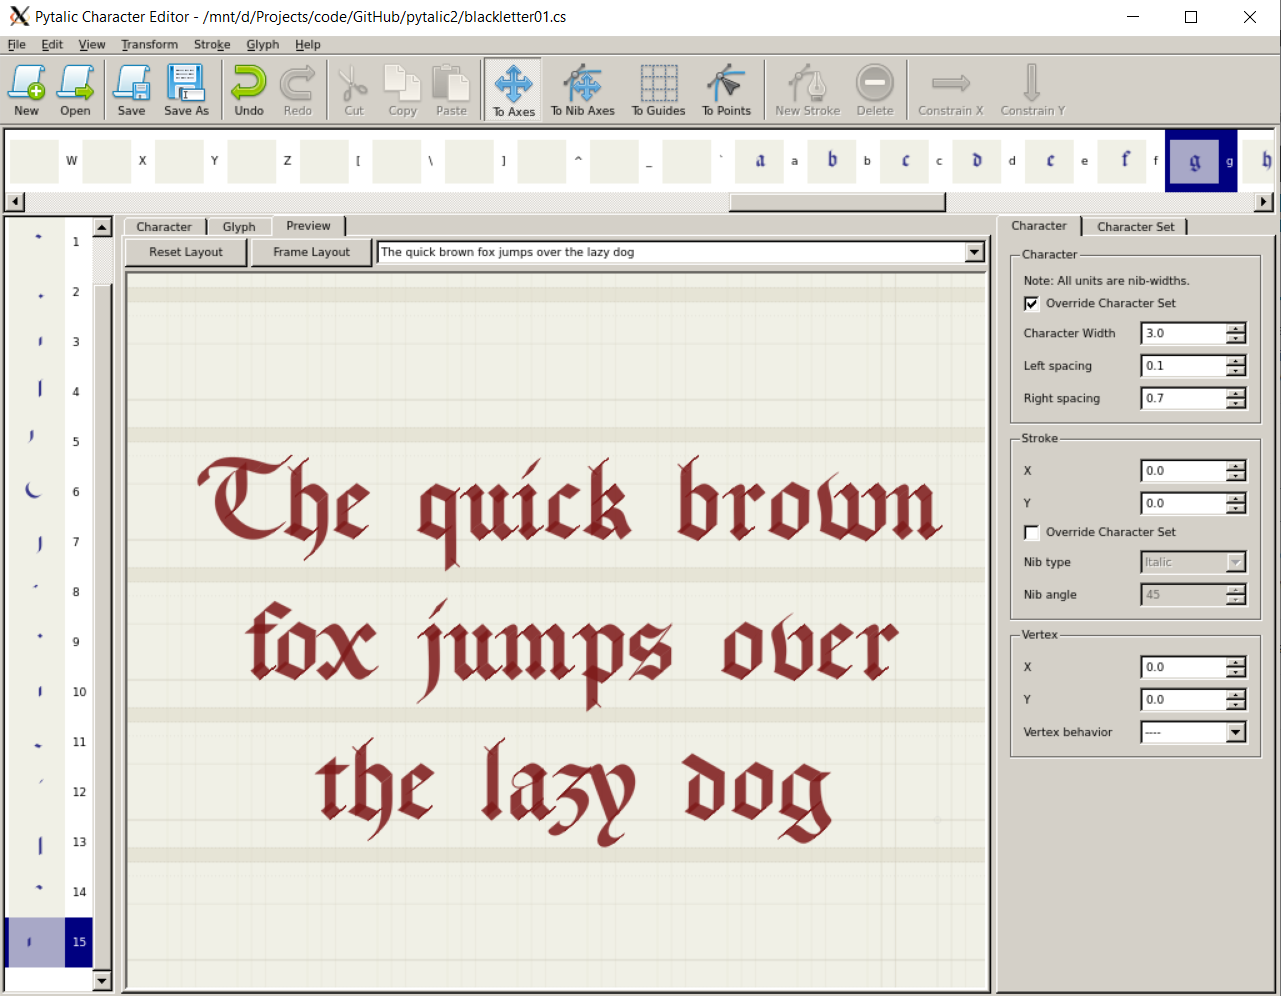 Pytalic Character Editor - /mnt/d/Projects/code/GitHub/pytalic2/blackletter01.cs
File Edit View Transform Stroke Glyph Help
New Open Save Save As Undo Redo Cut Copy Paste To Axes To Nib Axes To Guides To Points New Stroke Delete Constrain X Constrain Y
W X Y Z [ \ ] ^ _ ` a a b b c c d d e e f f g g h
1
2
3
4
5
6
7
8
9
10
11
12
13
14
15
Character Glyph Preview
Reset Layout Frame Layout The quick brown fox jumps over the lazy dog
The quick brown
fox jumps over
the lazy dog
Character Character Set
Character
Note: All units are nib-widths.
Override Character Set
Character Width 3.0
Left spacing 0.1
Right spacing 0.7
Stroke
X 0.0
Y 0.0
Override Character Set
Nib type Italic
Nib angle 45
Vertex
X 0.0
Y 0.0
Vertex behavior ----